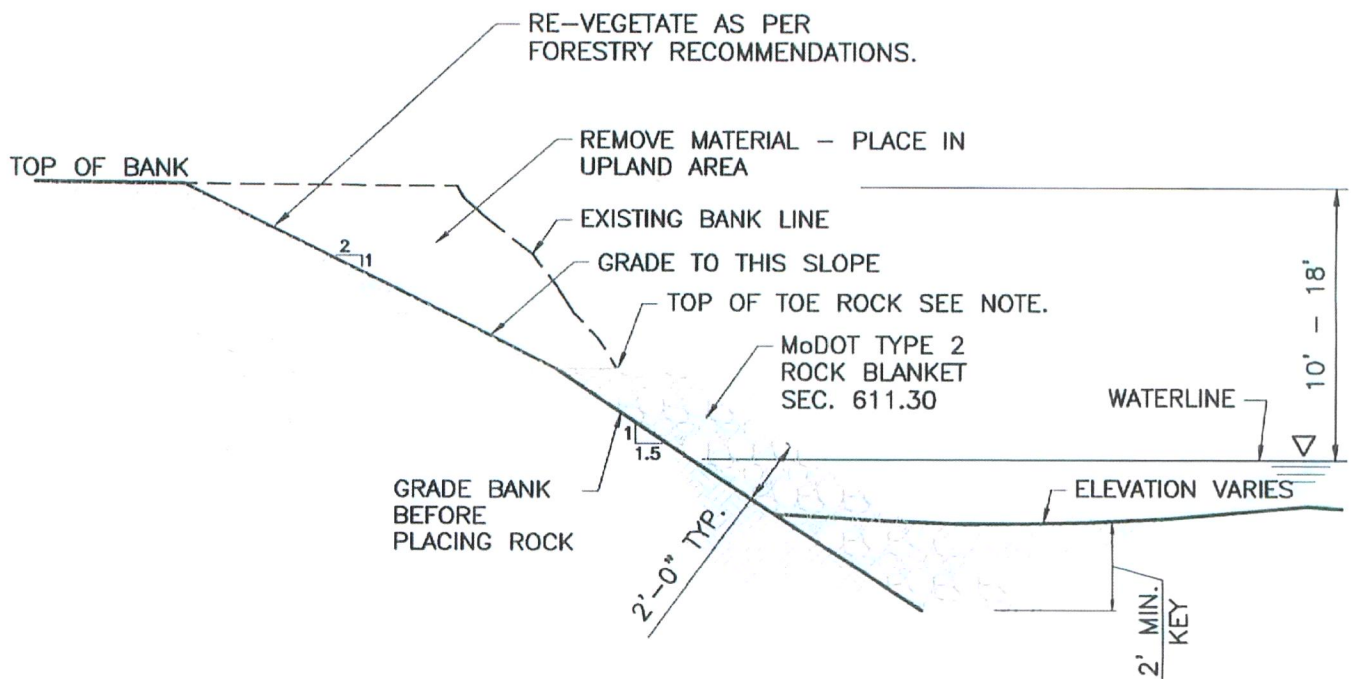 RE-VEGETATE AS PER
FORESTRY RECOMMENDATIONS.
REMOVE MATERIAL - PLACE IN
UPLAND AREA
TOP OF BANK
EXISTING BANK LINE
2
1
GRADE TO THIS SLOPE
TOP OF TOE ROCK SEE NOTE.
10' - 18'
MoDOT TYPE 2
ROCK BLANKET
SEC. 611.30
WATERLINE
1
1.5
GRADE BANK
BEFORE
PLACING ROCK
ELEVATION VARIES
2'-0" TYP.
2' MIN.
KEY